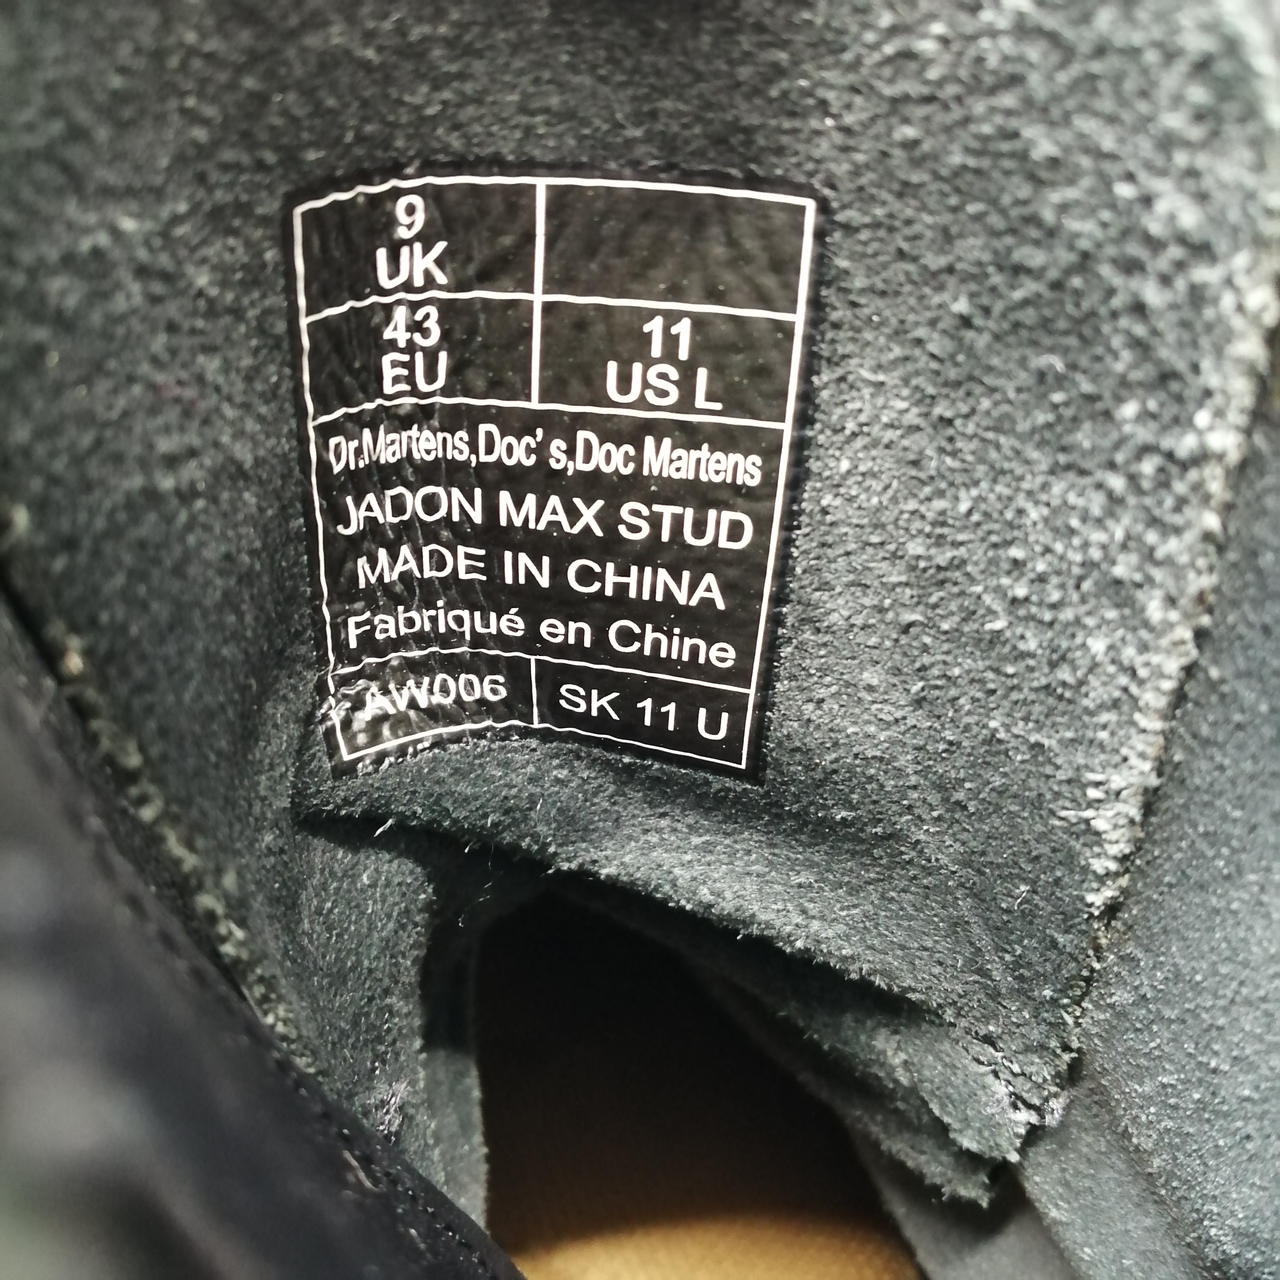 9
UK
43
EU
11
US L
Dr.Martens,Doc's,Doc Martens
JADON MAX STUD
MADE IN CHINA
Fabriqué en Chine
AW006
SK 11 U